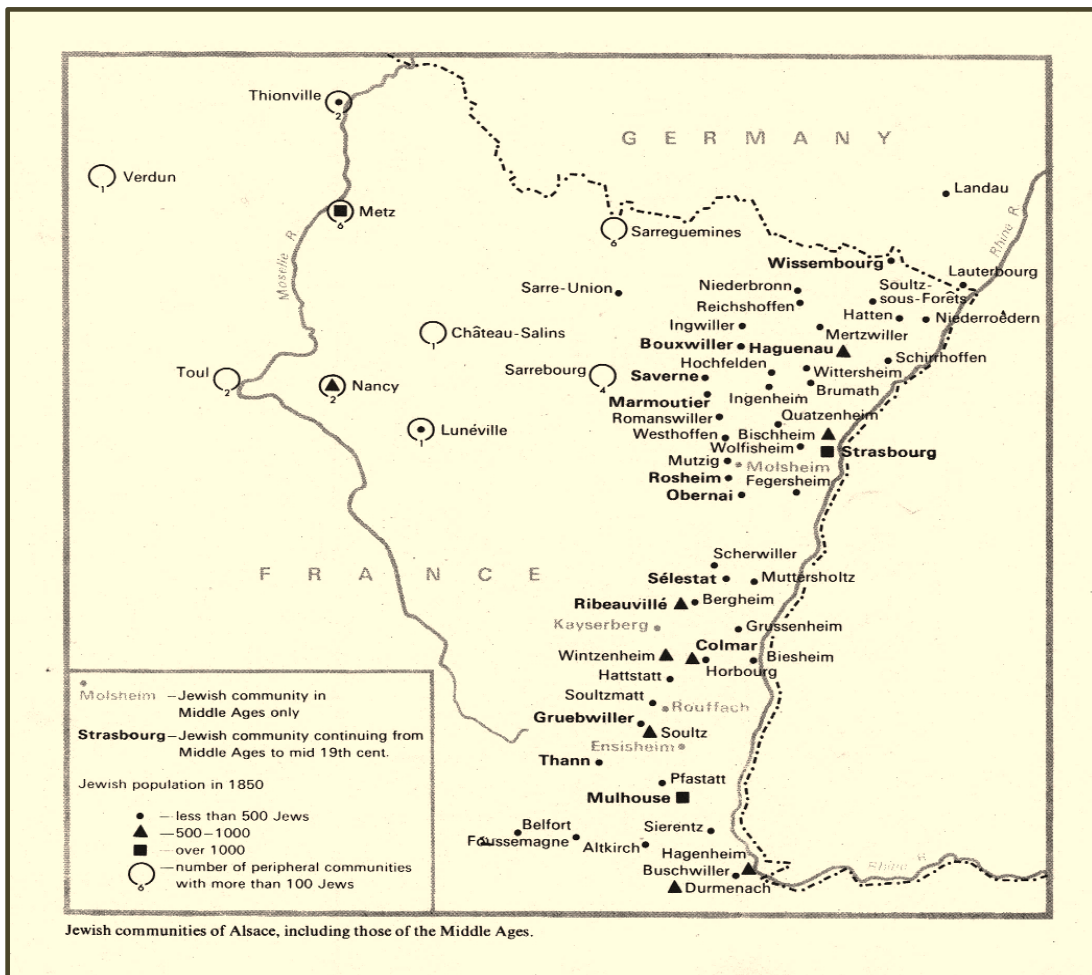 Thionville
2
GERMANY
Verdun
1
Landau
Metz
6
Rhine R.
Moselle R.
Sarreguemines
6
Wissembourg
Lauterbourg
Sarre-Union
Niederbronn
Soultz-
sous-Forêts
Reichshoffen
Hatten
Niederroedern
Ingwiller
Mertzwiller
Château-Salins
1
Bouxwiller
Haguenau
Hochfelden
Schirrhoffen
Toul
2
Nancy
2
Sarrebourg
4
Saverne
Wittersheim
Brumath
Marmoutier
Ingenheim
Romanswiller
Quatzenheim
Lunéville
1
Westhoffen
Bischheim
Wolfisheim
Strasbourg
Mutzig
Molsheim
Rosheim
Fegersheim
Obernai
Scherwiller
FRANCE
Sélestat
Muttersholtz
Ribeauvillé
Bergheim
Kayserberg
Grussenheim
Colmar
Wintzenheim
Horbourg
Biesheim
Hattstatt
Soultzmatt
Rouffach
Gruebwiller
Soultz
Ensisheim
Thann
Pfastatt
Mulhouse
Belfort
Foussemagne
Altkirch
Sierentz
Hagenheim
Buschwiller
Durmenach
Rhine R.
Molsheim —Jewish community in
Middle Ages only
Strasbourg—Jewish community continuing from
Middle Ages to mid 19th cent.
Jewish population in 1850
— less than 500 Jews
—500–1000
— over 1000
6 —number of peripheral communities
with more than 100 Jews
Jewish communities of Alsace, including those of the Middle Ages.